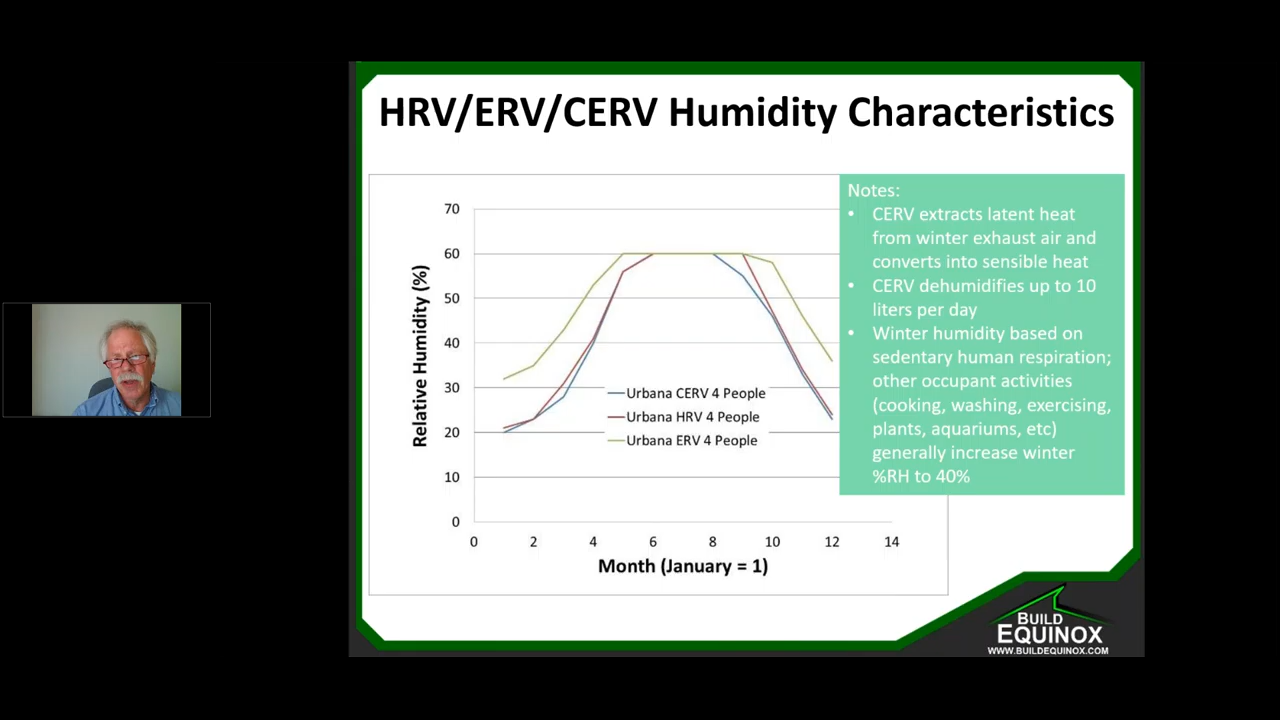 HRV/ERV/CERV Humidity Characteristics
70
60
50
40
30
20
10
0
Relative Humidity (%)
Urbana CERV 4 People
Urbana HRV 4 People
Urbana ERV 4 People
0 2 4 6 8 10 12 14
Month (January = 1)
Notes:
• CERV extracts latent heat
from winter exhaust air and
converts into sensible heat
• CERV dehumidifies up to 10
liters per day
• Winter humidity based on
sedentary human respiration;
other occupant activities
(cooking, washing, exercising,
plants, aquariums, etc)
generally increase winter
%RH to 40%
BUILD
EQUINOX
WWW.BUILDEQUINOX.COM